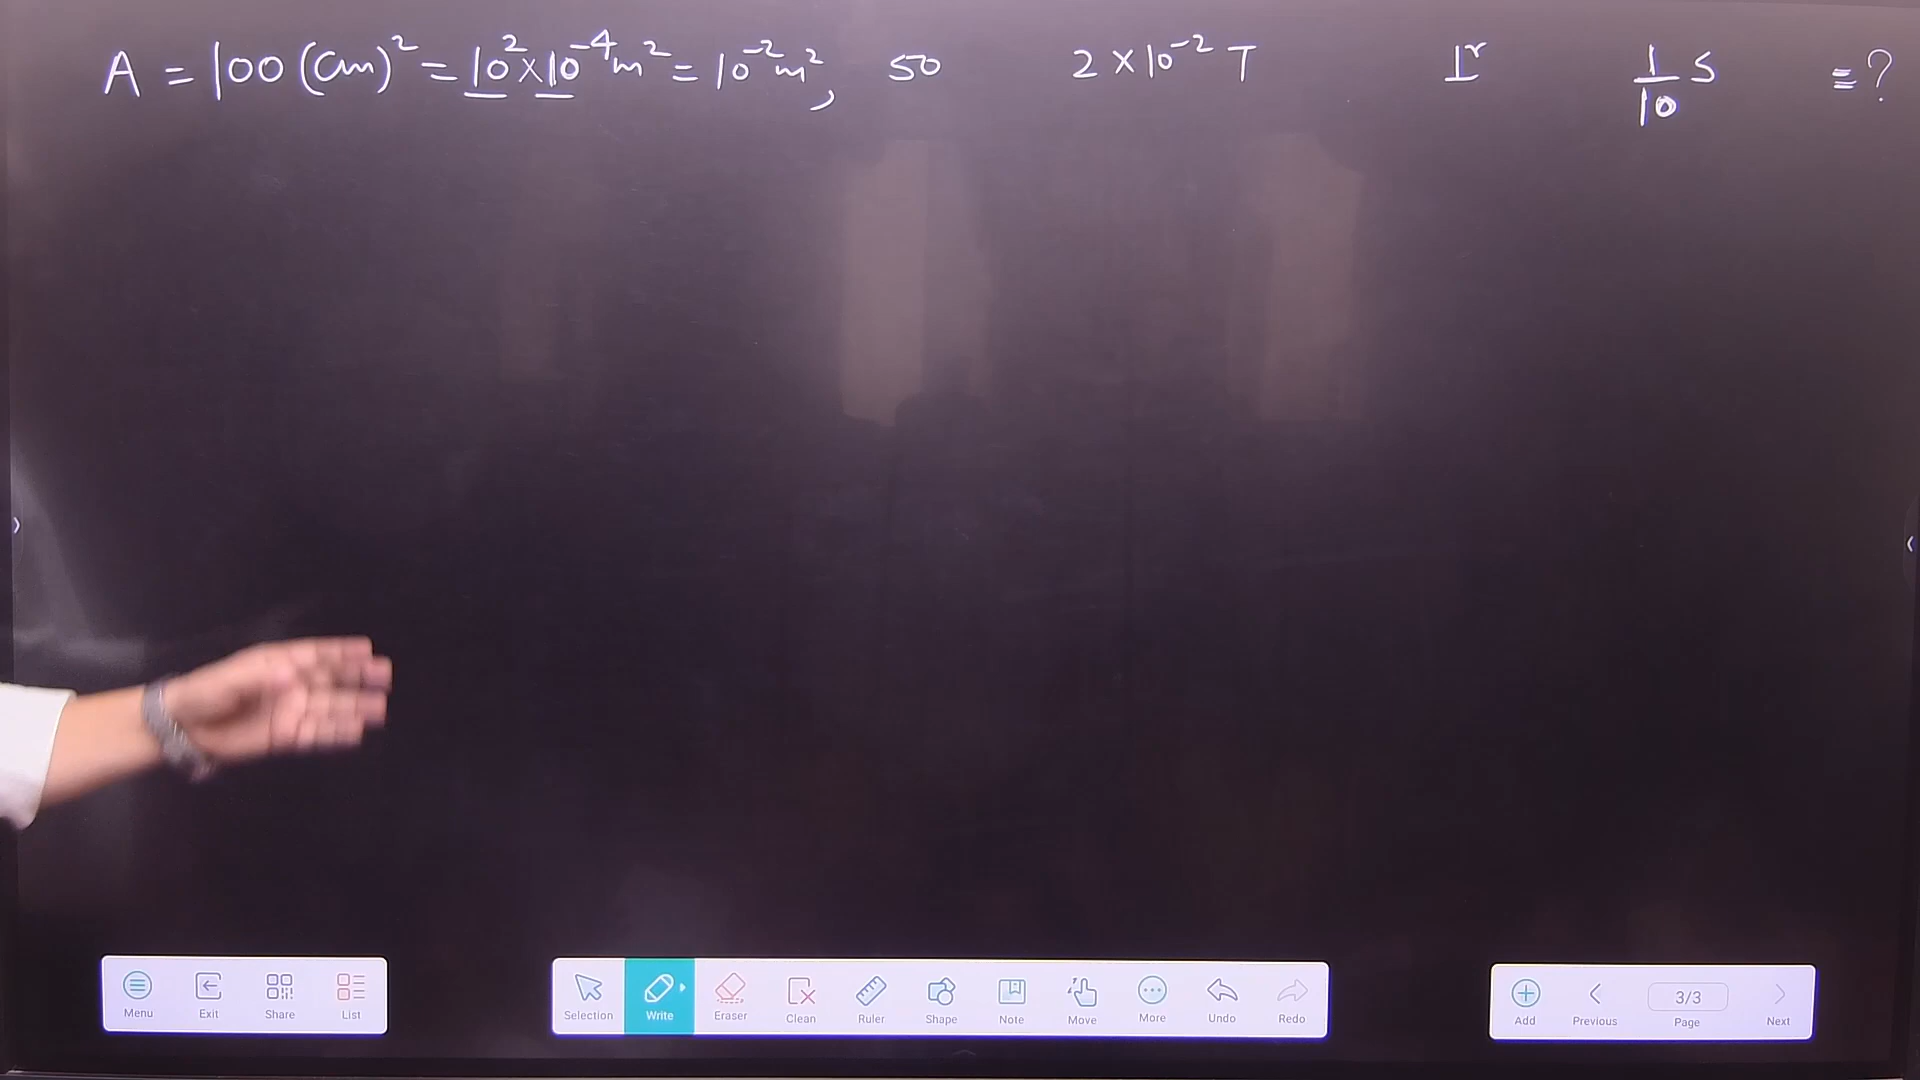 A = 100 (cm)² = 10² × 10⁻⁴ m² = 10⁻² m², 50 2 × 10⁻² T 1ʳ 1/10 s = ?
Menu Exit Share List Selection Write Eraser Clean Ruler Shape Note Move More Undo Redo Add Previous 3/3 Page Next